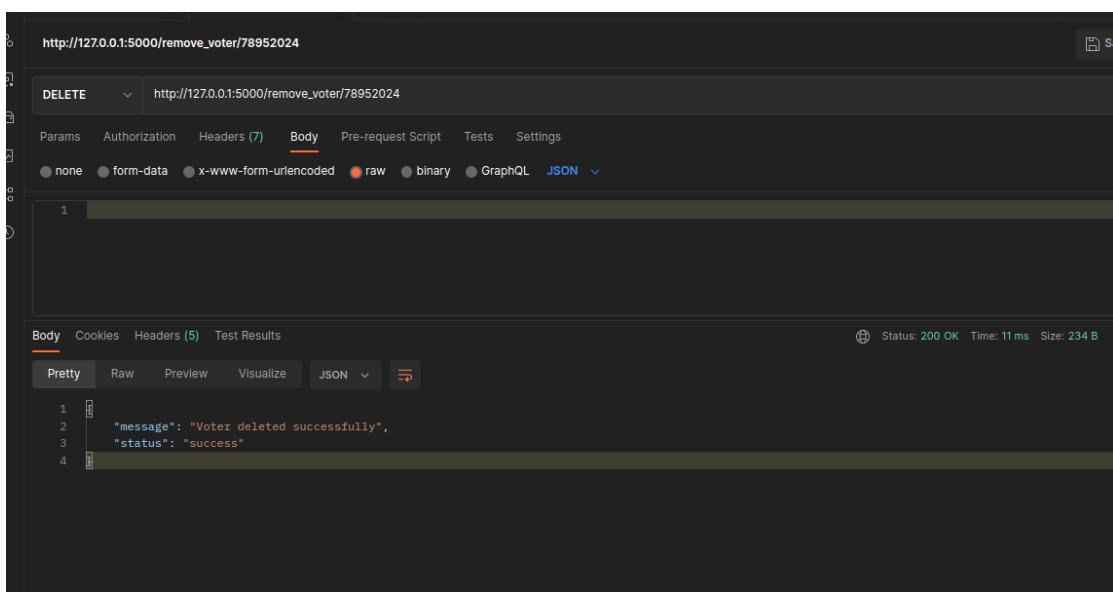 http://127.0.0.1:5000/remove_voter/78952024
DELETE http://127.0.0.1:5000/remove_voter/78952024
Params Authorization Headers (7) Body Pre-request Script Tests Settings
none form-data x-www-form-urlencoded raw binary GraphQL JSON
1
Body Cookies Headers (5) Test Results Status: 200 OK Time: 11 ms Size: 234 B
Pretty Raw Preview Visualize JSON
1 {
2 "message": "Voter deleted successfully",
3 "status": "success"
4 }